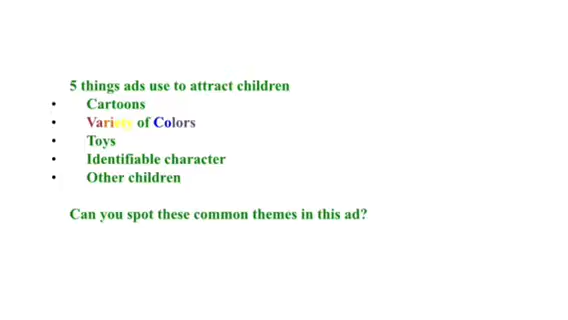 5 things ads use to attract children
• Cartoons
• Variety of Colors
• Toys
• Identifiable character
• Other children
Can you spot these common themes in this ad?